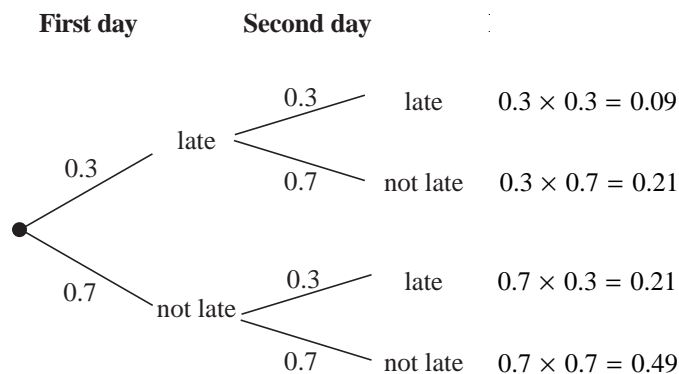 First day Second day
0.3 late 0.3 × 0.3 = 0.09
late
0.3
0.7 not late 0.3 × 0.7 = 0.21
0.7
not late
0.3 late 0.7 × 0.3 = 0.21
0.7 not late 0.7 × 0.7 = 0.49